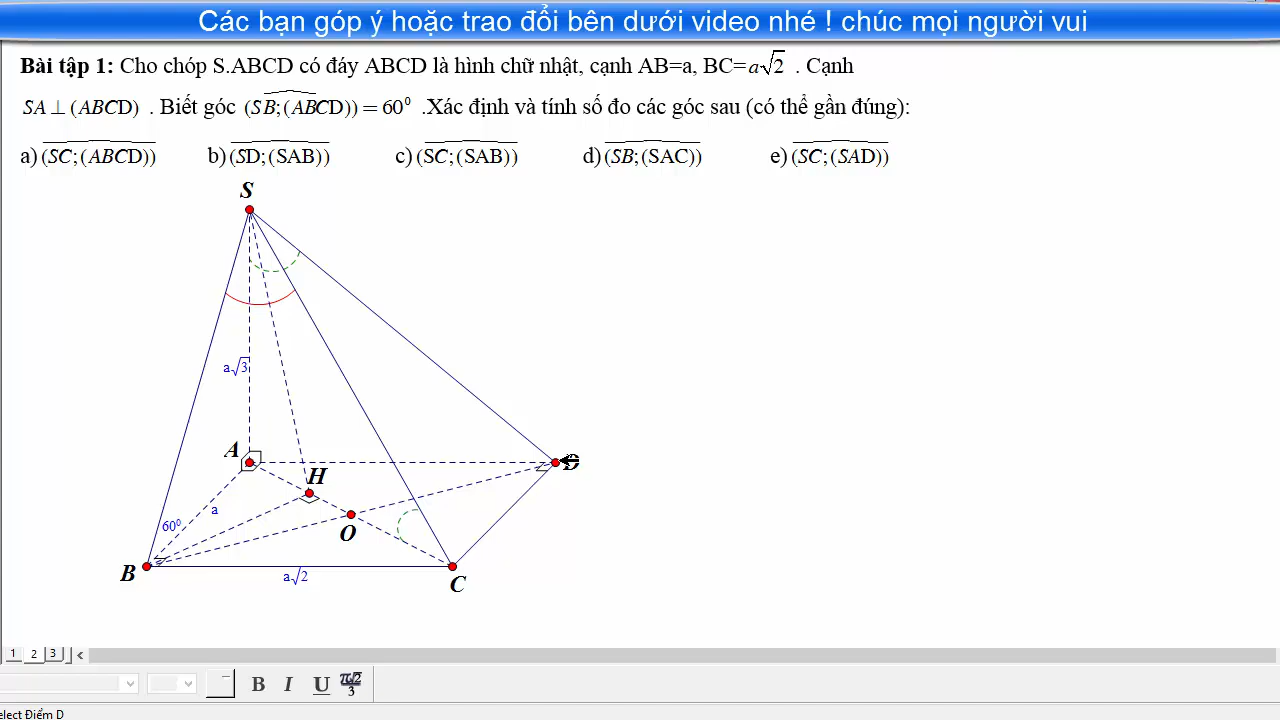 Các bạn góp ý hoặc trao đổi bên dưới video nhé ! chúc mọi người vui
Bài tập 1: Cho chóp S.ABCD có đáy ABCD là hình chữ nhật, cạnh AB=a, BC=a√2 . Cạnh
SA ⊥ (ABCD) . Biết góc (SB;(ABCD)) = 60⁰ .Xác định và tính số đo các góc sau (có thể gần đúng):
a) (SC;(ABCD)) b) (SD;(SAB)) c) (SC;(SAB)) d) (SB;(SAC)) e) (SC;(SAD))
S
a√3
A
H
D
60⁰
a
O
B
a√2
C
1 2 3
B I U π√2/3
elect Điểm D